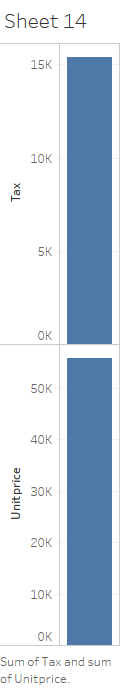 Sheet 14
15K
10K
Tax
5K
0K
50K
40K
30K
Unitprice
20K
10K
0K
Sum of Tax and sum
of Unitprice.